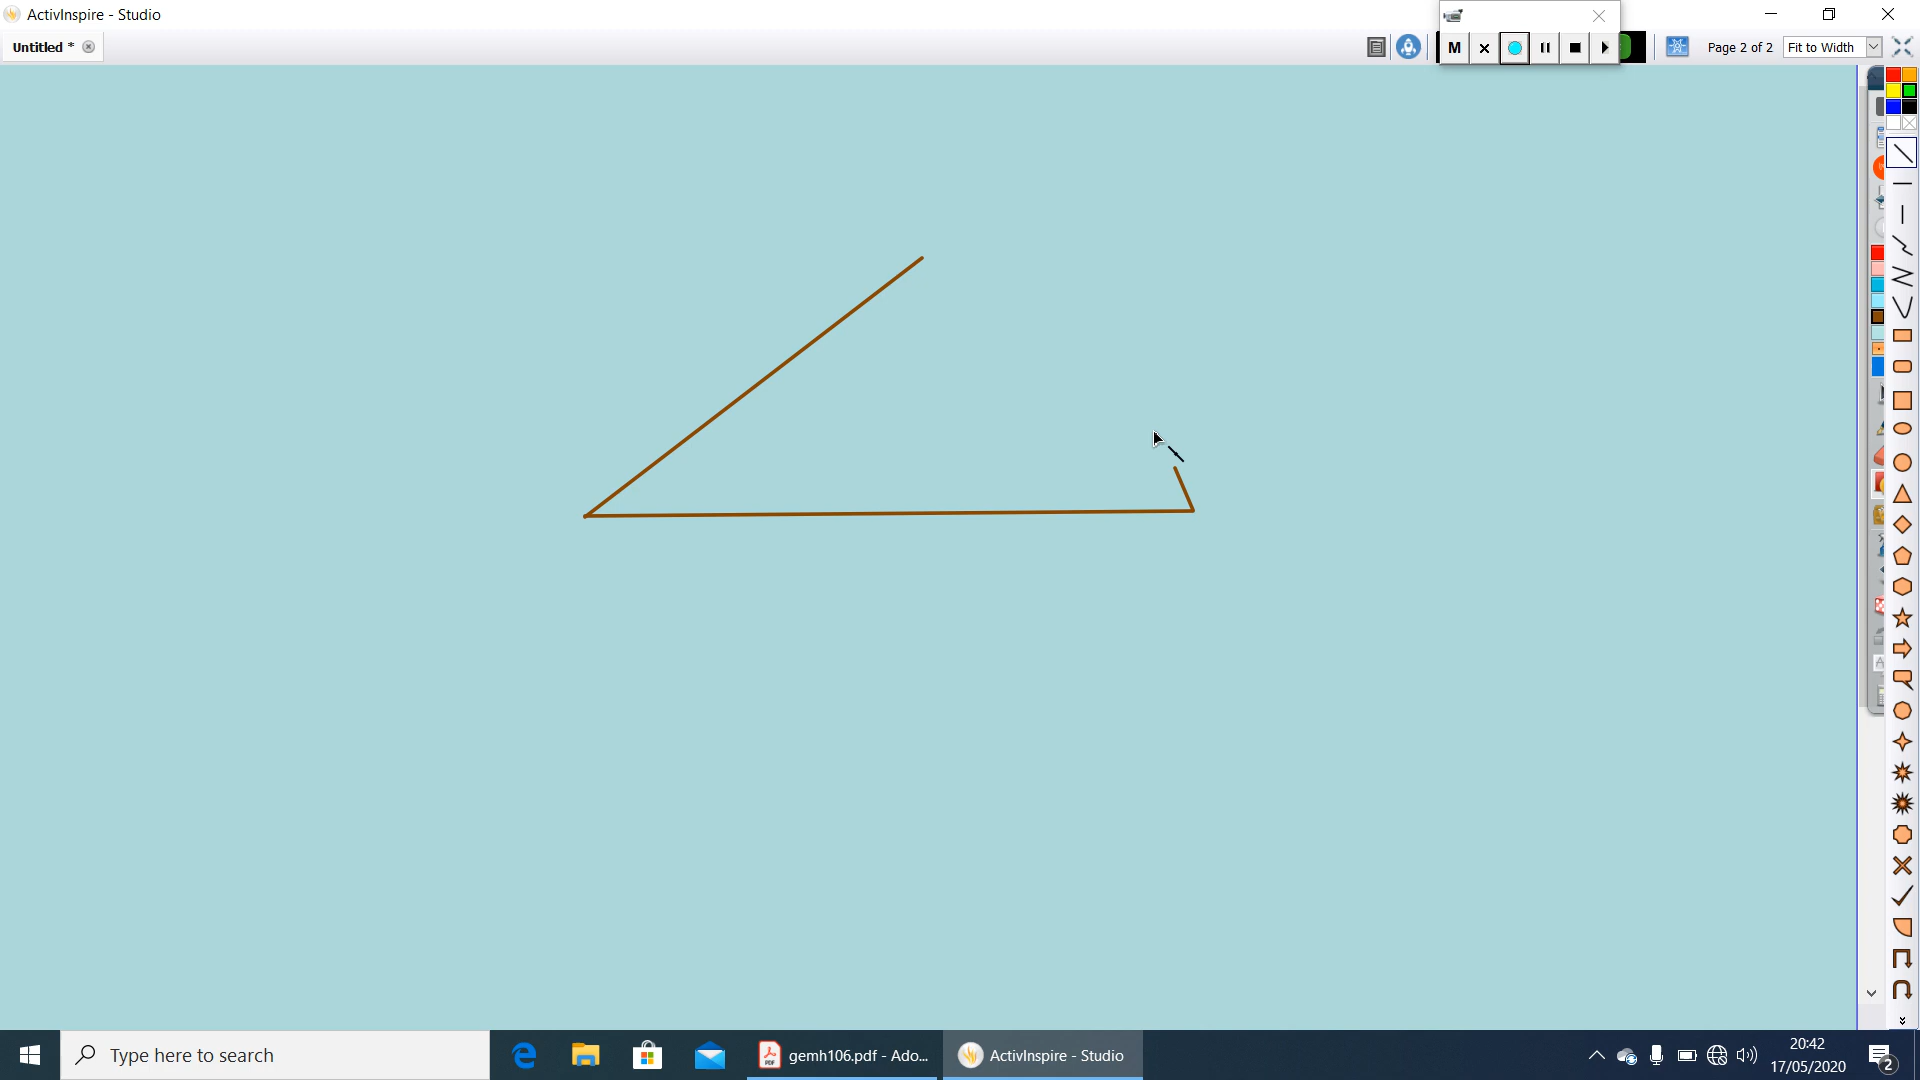 ActivInspire - Studio
Untitled *
M
Page 2 of 2
Fit to Width
Type here to search
gemh106.pdf - Ado...
ActivInspire - Studio
20:42
17/05/2020
2